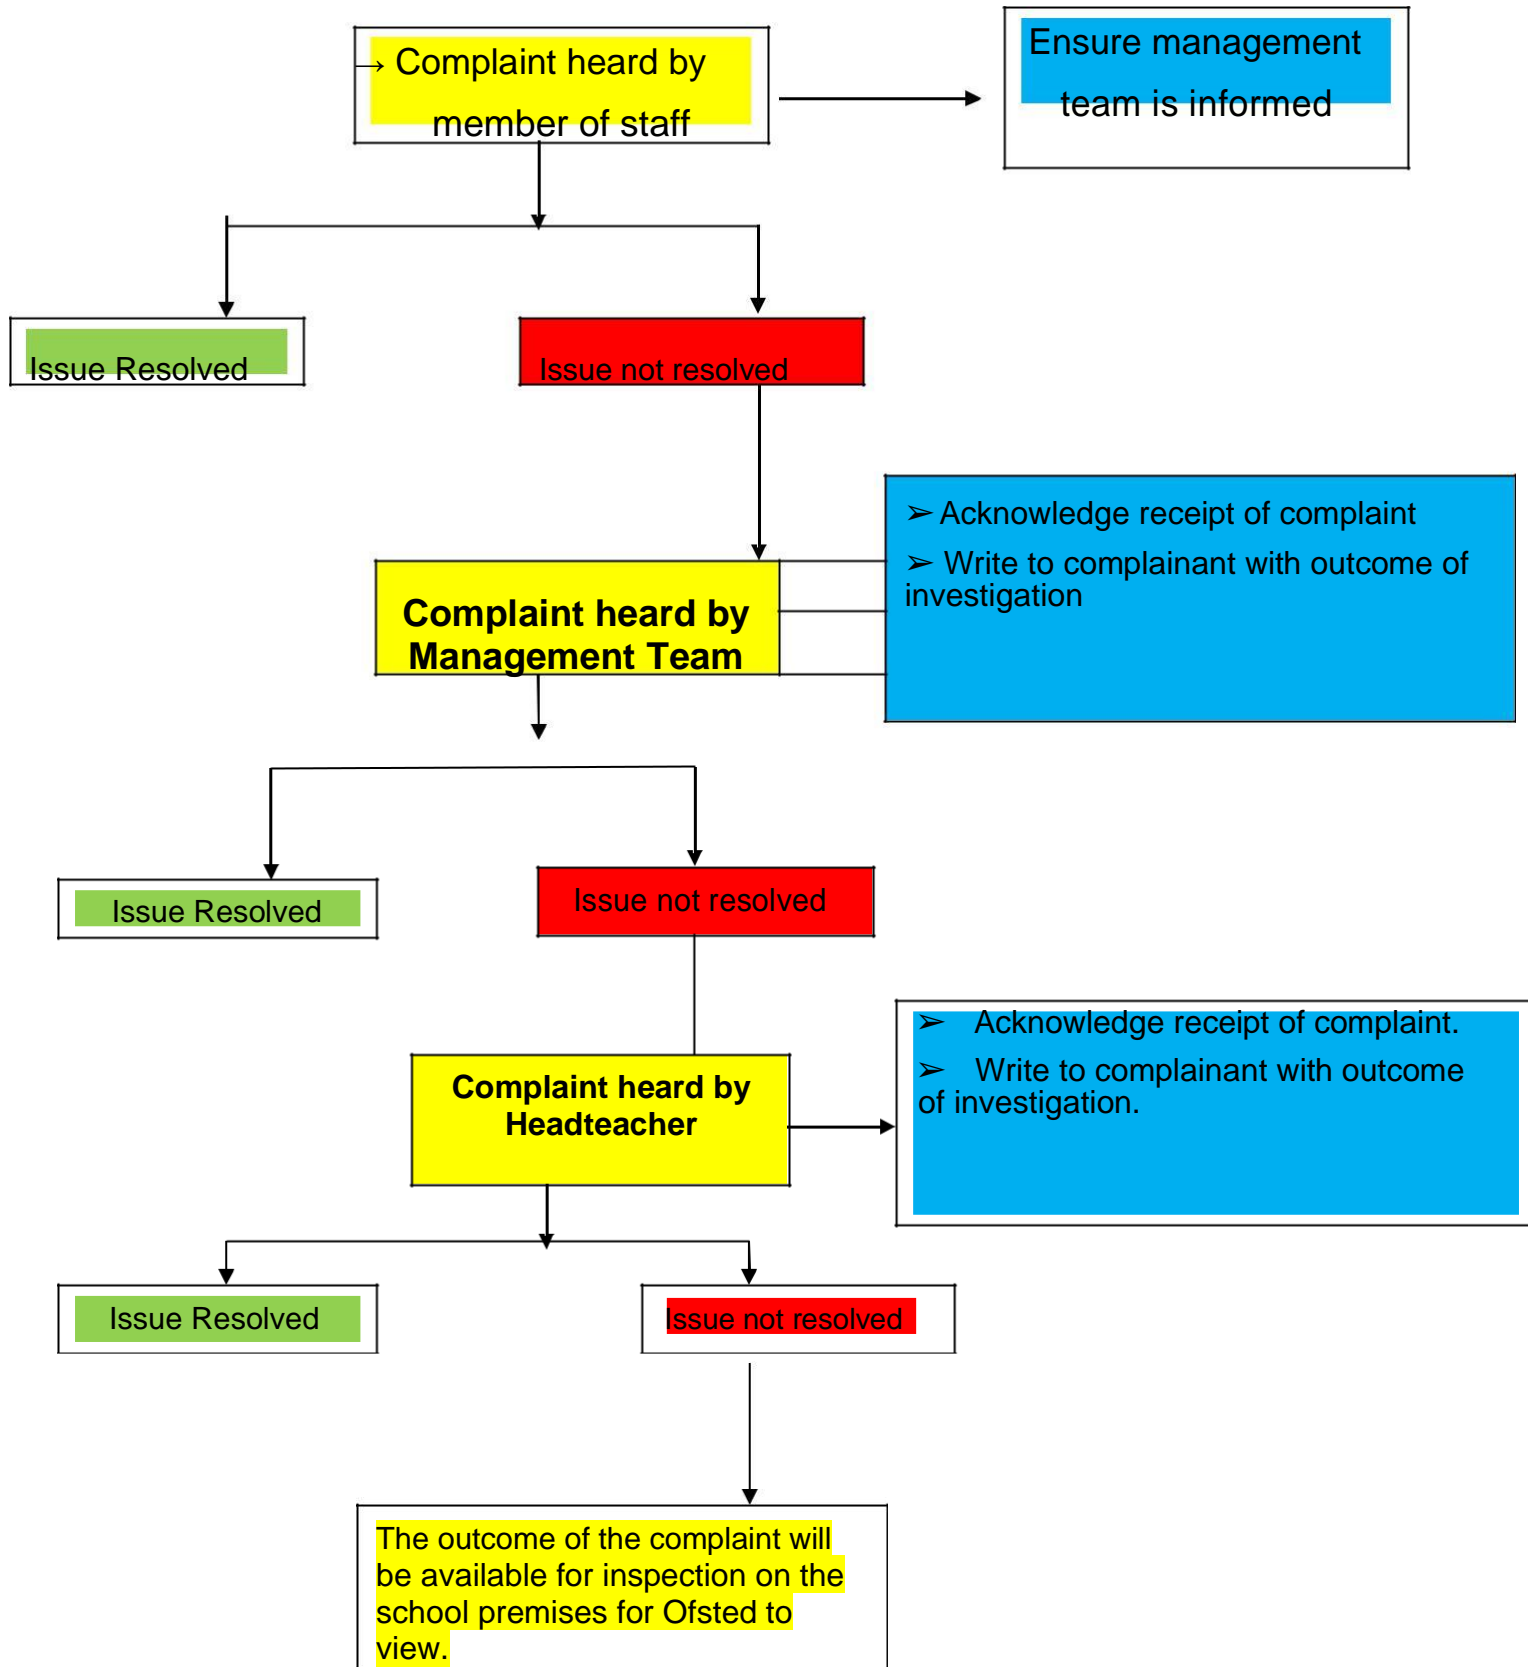 → Complaint heard by
member of staff
Ensure management
team is informed
Issue Resolved
Issue not resolved
➢ Acknowledge receipt of complaint
➢ Write to complainant with outcome of
investigation
Complaint heard by
Management Team
Issue Resolved
Issue not resolved
➢ Acknowledge receipt of complaint.
➢ Write to complainant with outcome
of investigation.
Complaint heard by
Headteacher
Issue Resolved
Issue not resolved
The outcome of the complaint will
be available for inspection on the
school premises for Ofsted to
view.